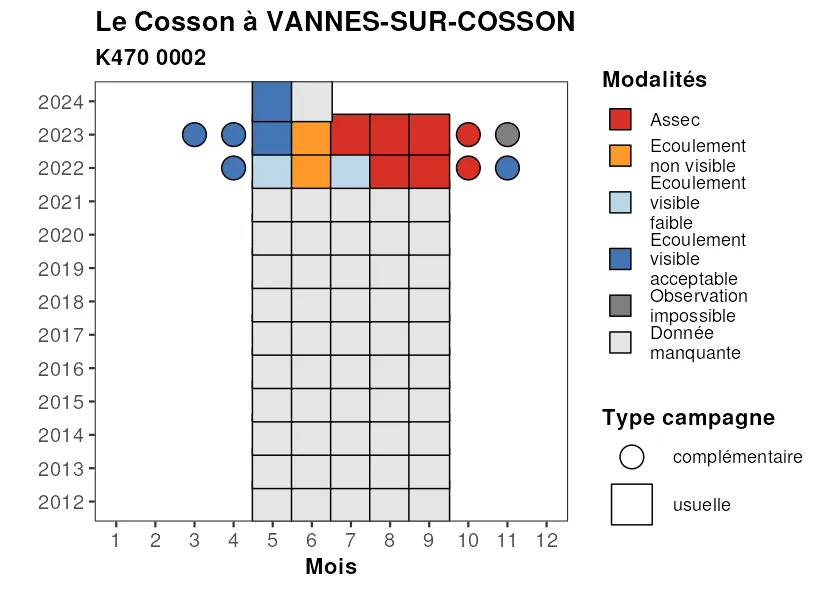 Le Cosson à VANNES-SUR-COSSON
K470 0002
2024
2023
2022
2021
2020
2019
2018
2017
2016
2015
2014
2013
2012
1 2 3 4 5 6 7 8 9 10 11 12
Mois
Modalités
Assec
Ecoulement
non visible
Ecoulement
visible
faible
Ecoulement
visible
acceptable
Observation
impossible
Donnée
manquante
Type campagne
complémentaire
usuelle